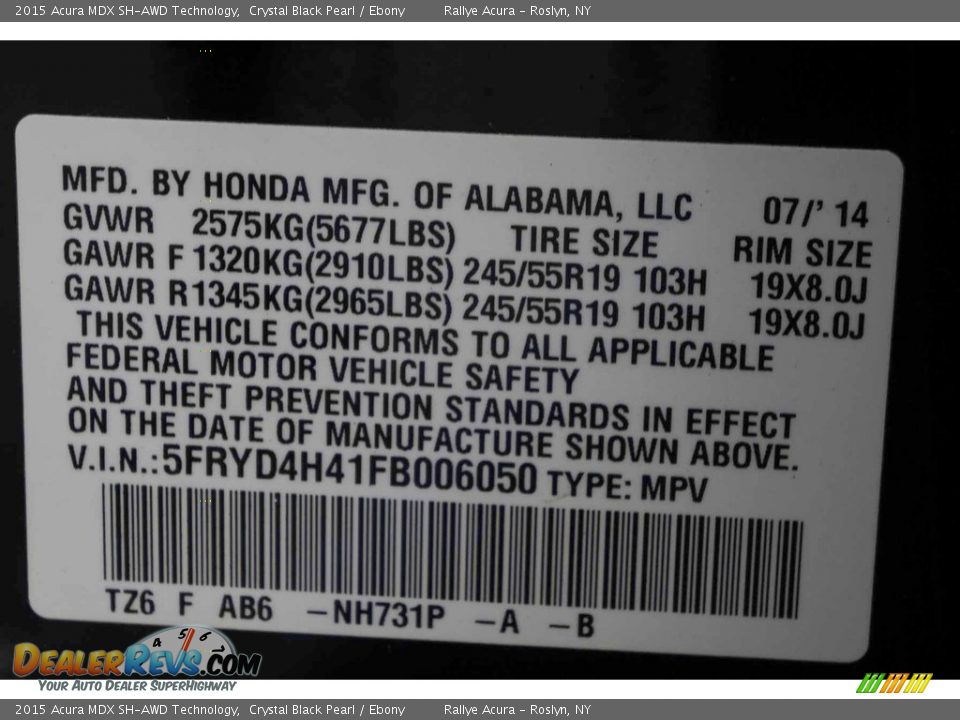 2015 Acura MDX SH-AWD Technology,  Crystal Black Pearl / Ebony  Rallye Acura - Roslyn, NY
MFD. BY HONDA MFG. OF ALABAMA, LLC  07/' 14
GVWR  2575KG(5677LBS)  TIRE SIZE  RIM SIZE
GAWR F 1320KG(2910LBS) 245/55R19 103H  19X8.0J
GAWR R 1345KG(2965LBS) 245/55R19 103H  19X8.0J
THIS VEHICLE CONFORMS TO ALL APPLICABLE
FEDERAL MOTOR VEHICLE SAFETY
AND THEFT PREVENTION STANDARDS IN EFFECT
ON THE DATE OF MANUFACTURE SHOWN ABOVE.
V.I.N.:5FRYD4H41FB006050 TYPE: MPV
TZ6  F  AB6  –NH731P  –A  –B
4 5 6
DEALERREVS.COM
YOUR AUTO DEALER SUPERHIGHWAY
2015 Acura MDX SH-AWD Technology,  Crystal Black Pearl / Ebony  Rallye Acura - Roslyn, NY